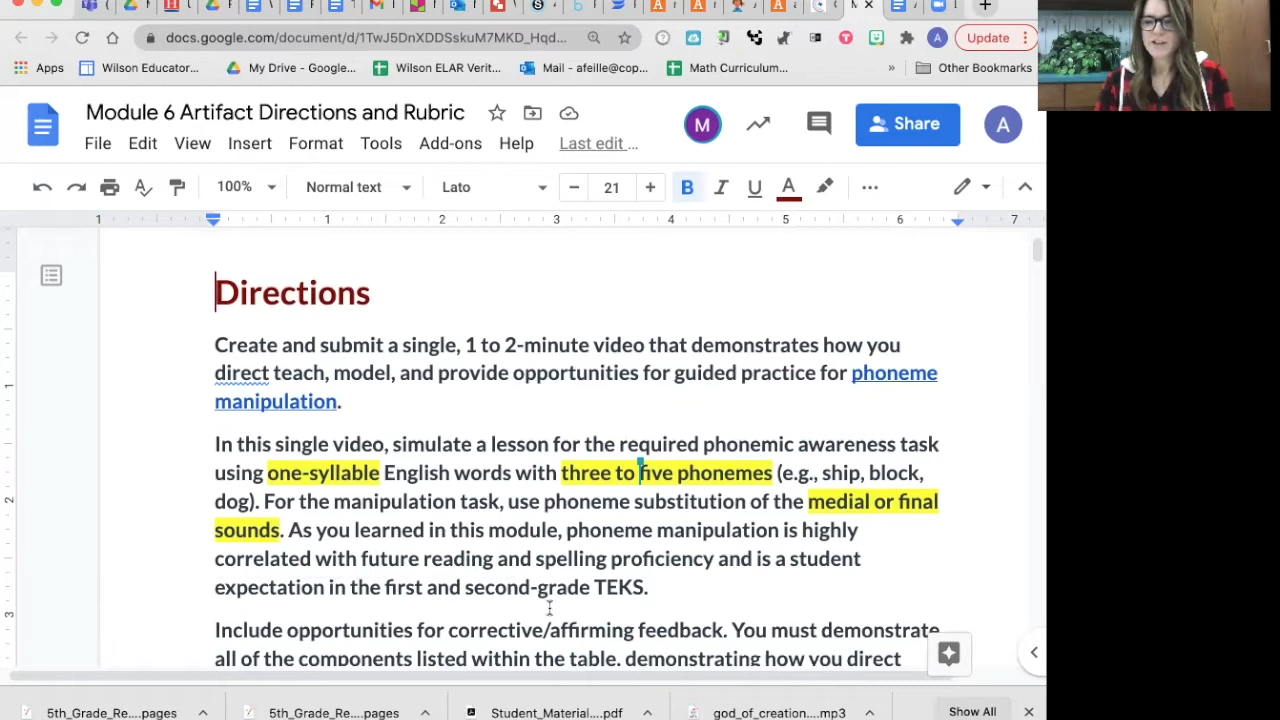 docs.google.com/document/d/1TwJ5DnXDDSskuM7MKD_Hqd...
Update
Apps
Wilson Educator...
My Drive - Google...
Wilson ELAR Verit...
Mail - afeille@cop...
Math Curriculum...
»
Other Bookmarks
Module 6 Artifact Directions and Rubric
File Edit View Insert Format Tools Add-ons Help Last edit ...
M
Share
A
100%
Normal text
Lato
21
B I U A
1 1 2 3 4 5 6 7
Directions
Create and submit a single, 1 to 2-minute video that demonstrates how you
direct teach, model, and provide opportunities for guided practice for phoneme
manipulation.
In this single video, simulate a lesson for the required phonemic awareness task
using one-syllable English words with three to five phonemes (e.g., ship, block,
dog). For the manipulation task, use phoneme substitution of the medial or final
sounds. As you learned in this module, phoneme manipulation is highly
correlated with future reading and spelling proficiency and is a student
expectation in the first and second-grade TEKS.
Include opportunities for corrective/affirming feedback. You must demonstrate
all of the components listed within the table, demonstrating how you direct
5th_Grade_Re....pages
5th_Grade_Re....pages
Student_Material....pdf
god_of_creation....mp3
Show All